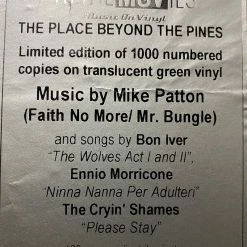 MOVIES
Music On Vinyl
THE PLACE BEYOND THE PINES
Limited edition of 1000 numbered
copies on translucent green vinyl
Music by Mike Patton
(Faith No More/ Mr. Bungle)
and songs by Bon Iver
"The Wolves Act I and II",
Ennio Morricone
"Ninna Nanna Per Adulteri"
The Cryin' Shames
"Please Stay"